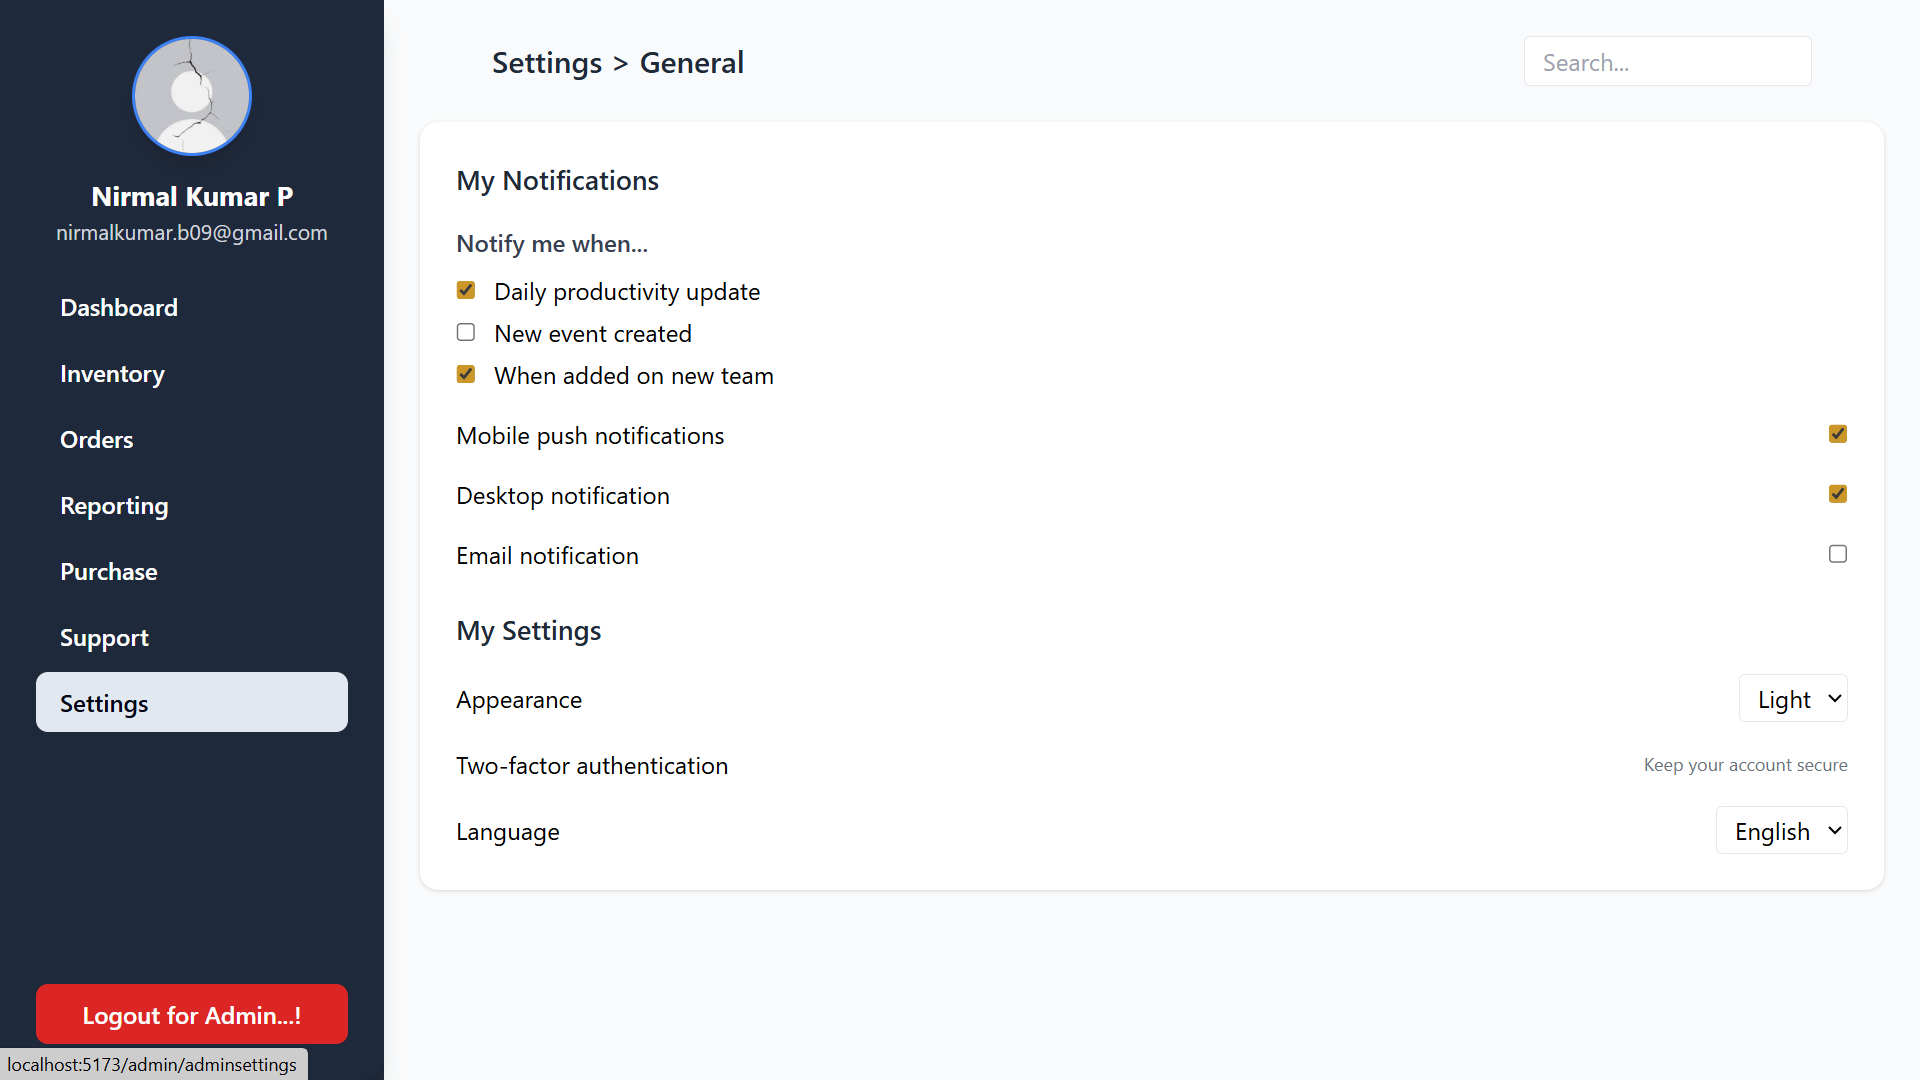 Nirmal Kumar P
nirmalkumar.b09@gmail.com
Dashboard
Inventory
Orders
Reporting
Purchase
Support
Settings
Logout for Admin...!
localhost:5173/admin/adminsettings
Settings > General
Search...
My Notifications
Notify me when...
Daily productivity update
New event created
When added on new team
Mobile push notifications
Desktop notification
Email notification
My Settings
Appearance
Light
Two-factor authentication
Keep your account secure
Language
English